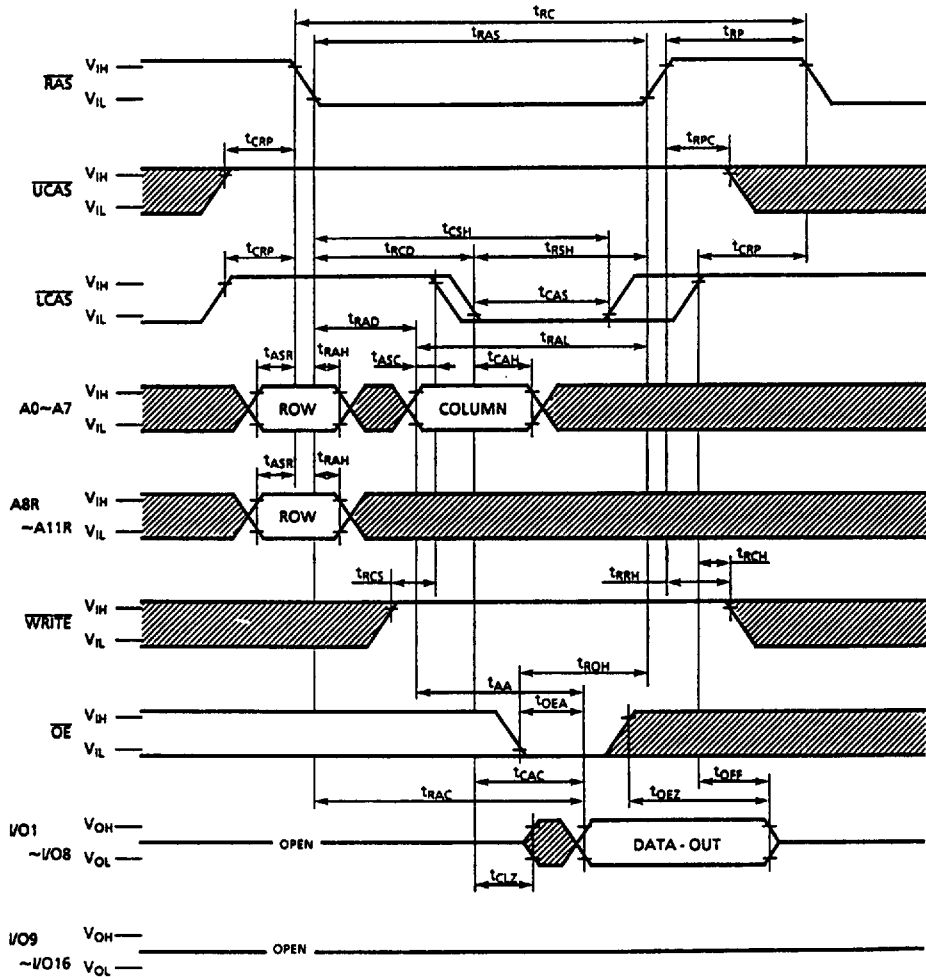 tRC
tRAS
tRP
RAS
VIH
VIL
tCRP
tRPC
UCAS
VIH
VIL
tCSH
tCRP
tRCD
tRSH
tCRP
LCAS
VIH
VIL
tCAS
tRAD
tRAL
tASR
tRAH
tASC
tCAH
A0~A7
VIH
VIL
ROW
COLUMN
tASR
tRAH
A8R
~A11R
VIH
VIL
ROW
tRCH
tRCS
tRRH
WRITE
VIH
VIL
tROH
tAA
tOEA
OE
VIH
VIL
tCAC
tOFF
tRAC
tOEZ
I/O1
~I/O8
VOH
VOL
OPEN
DATA - OUT
tCLZ
I/O9
~I/O16
VOH
VOL
OPEN